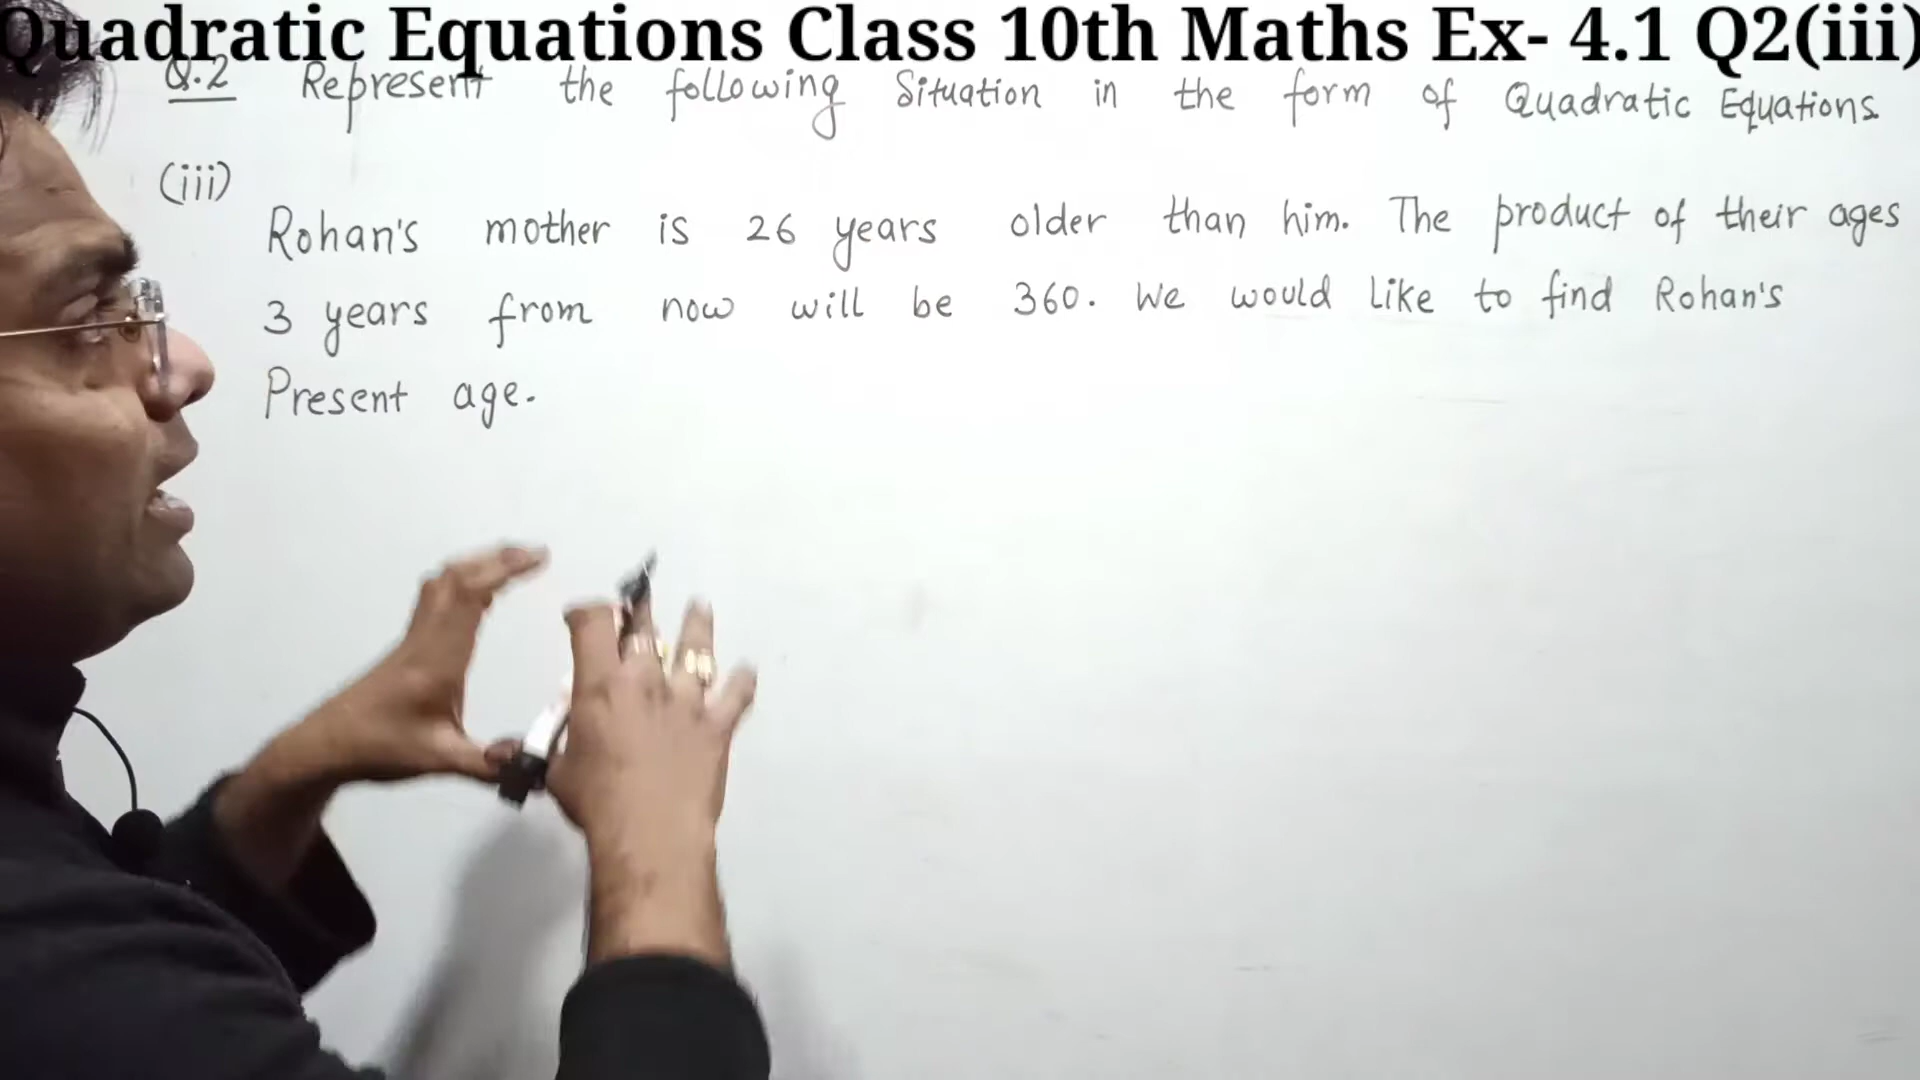 Quadratic Equations Class 10th Maths Ex- 4.1 Q2(iii)
Q.2 Represent the following Situation in the form of Quadratic Equations
(iii)
Rohan's mother is 26 years older than him. The product of their ages
3 years from now will be 360. We would like to find Rohan's
Present age.